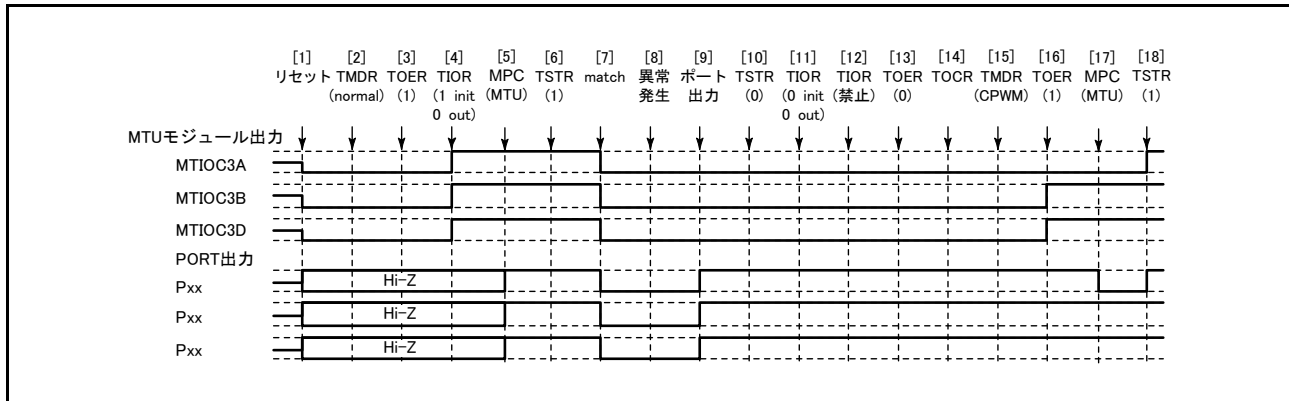 [1] [2] [3] [4] [5] [6] [7] [8] [9] [10] [11] [12] [13] [14] [15] [16] [17] [18]
リセット TMDR TOER TIOR MPC TSTR match 異常 ポート TSTR TIOR TIOR TOER TOCR TMDR TOER MPC TSTR
(normal) (1) (1 init (MTU) (1) 発生 出力 (0) (0 init (禁止) (0) (CPWM) (1) (MTU) (1)
0 out) 0 out)
MTUモジュール出力
MTIOC3A
MTIOC3B
MTIOC3D
PORT出力
Pxx Hi-Z
Pxx Hi-Z
Pxx Hi-Z